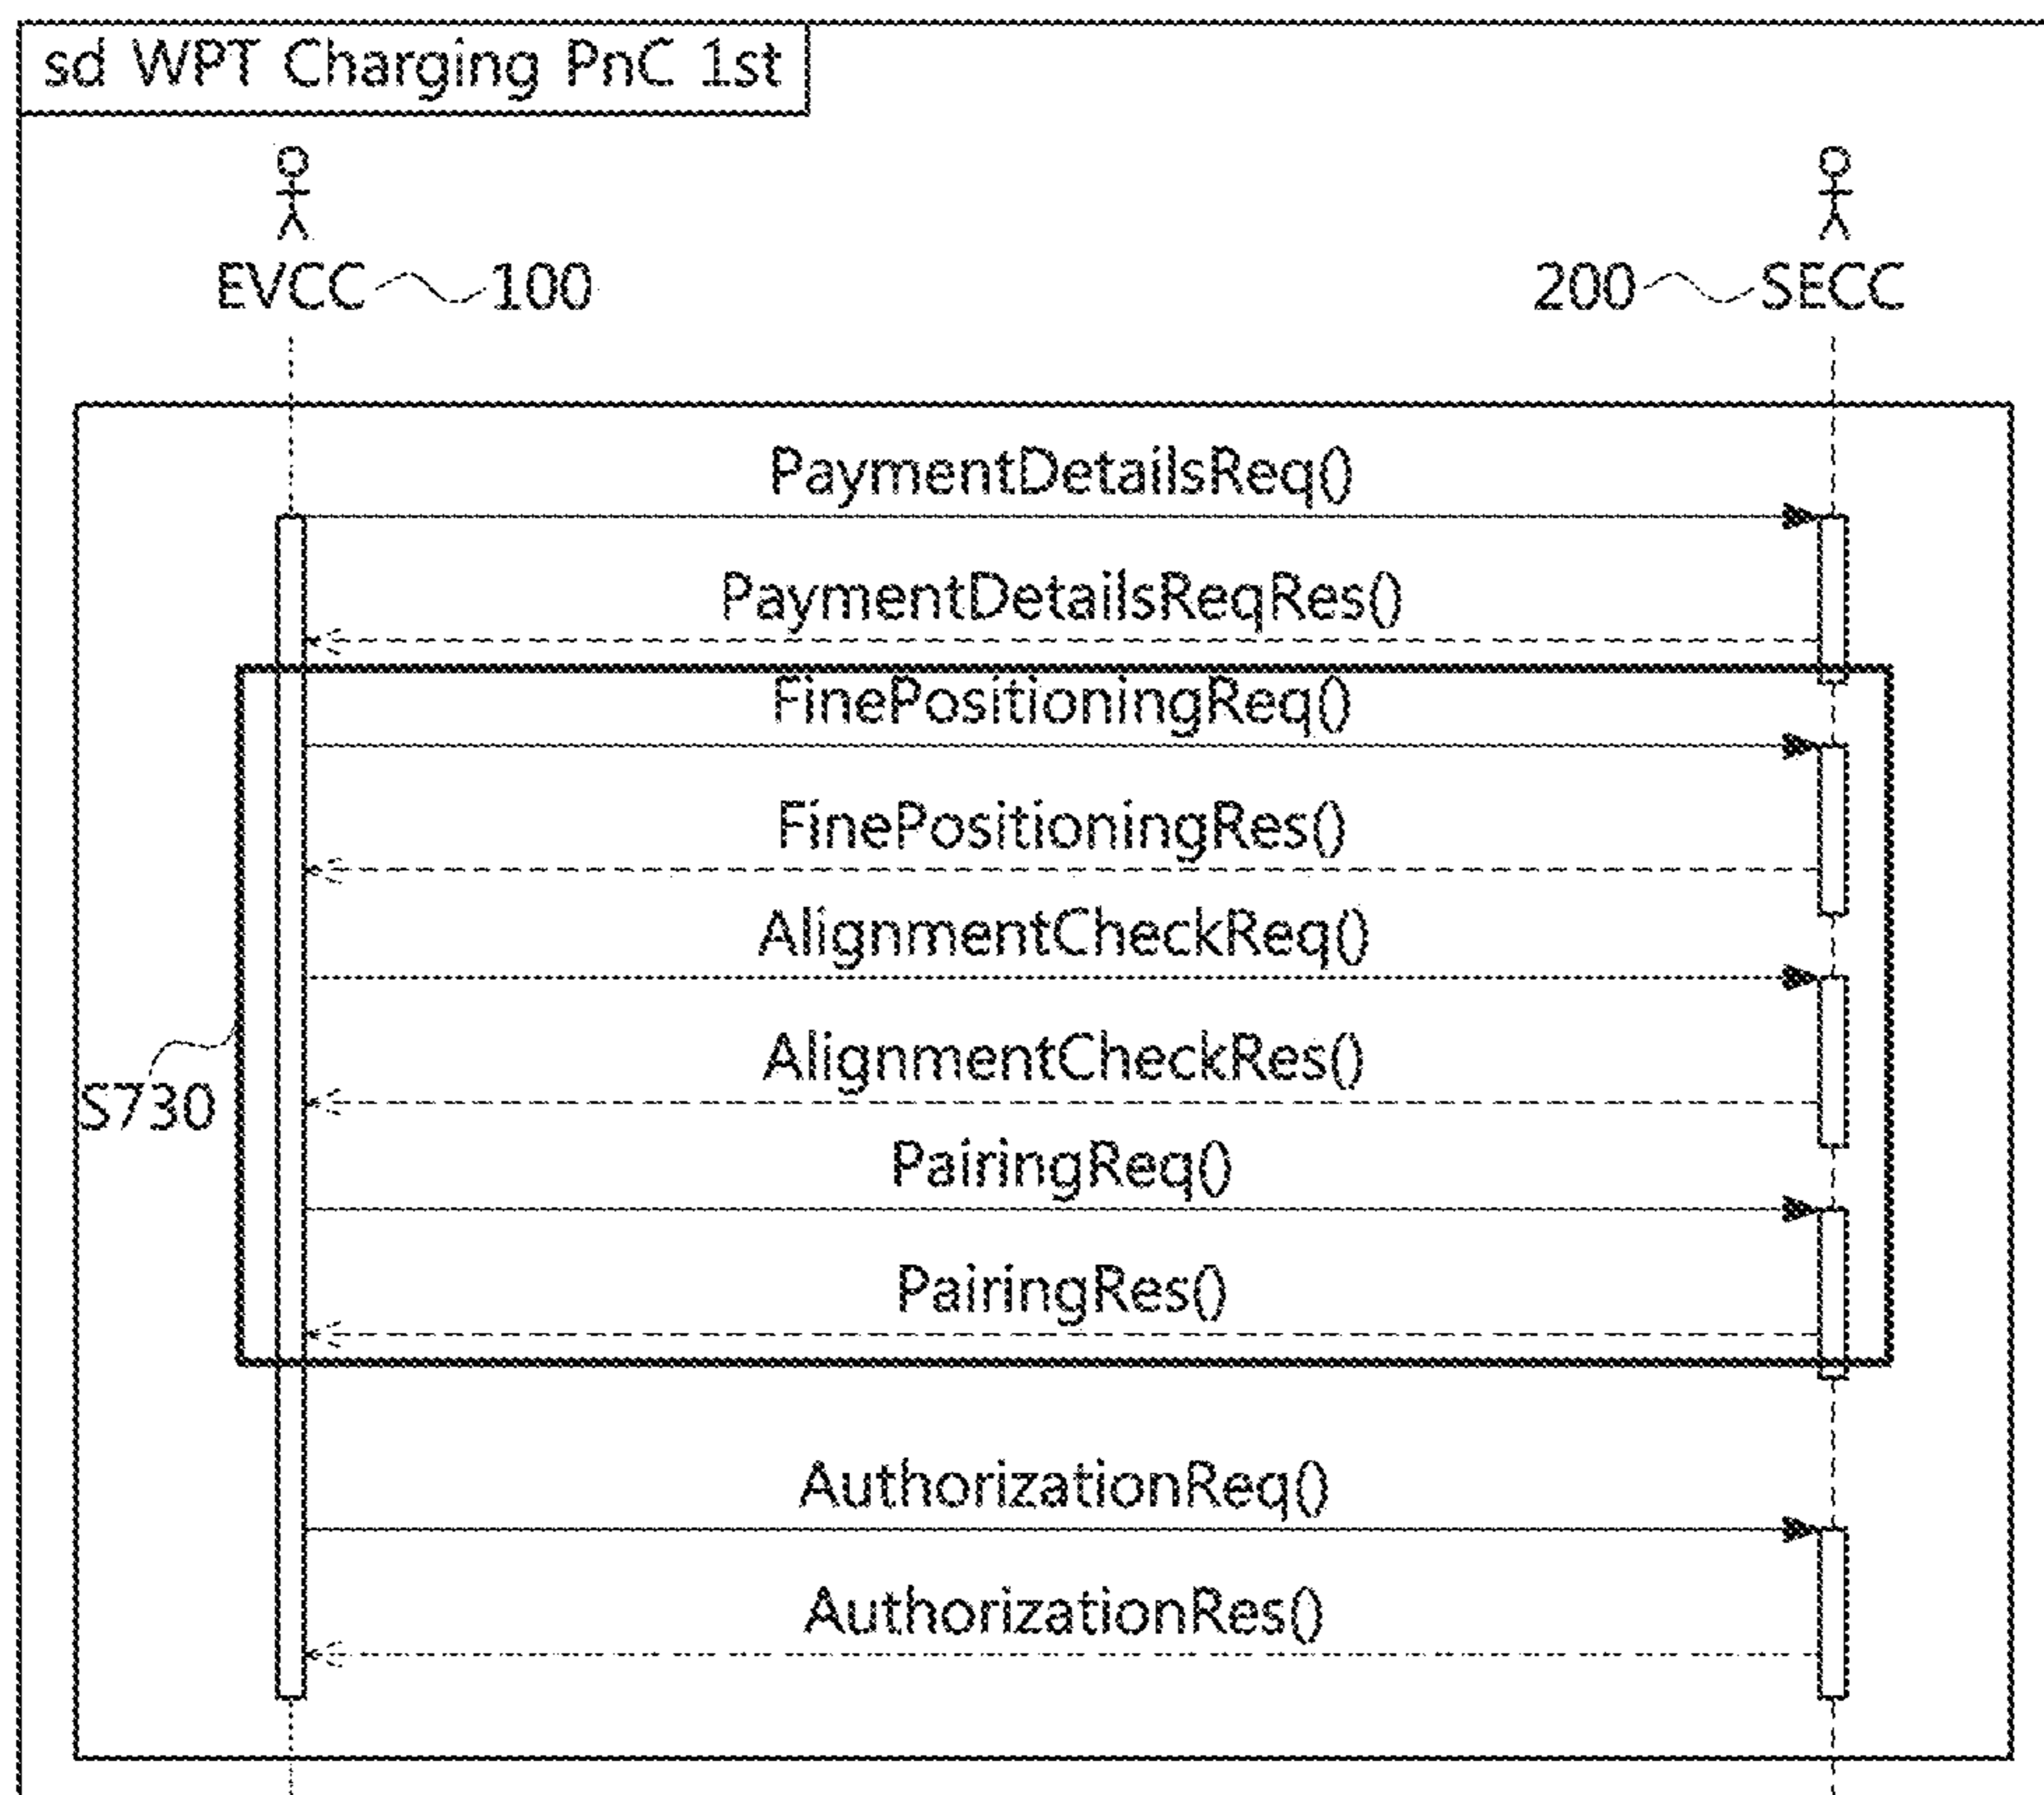 sd WPT Charging PnC 1st
EVCC 100
200 SECC
PaymentDetailsReq()
PaymentDetailsReqRes()
FinePositioningReq()
FinePositioningRes()
AlignmentCheckReq()
AlignmentCheckRes()
S730
PairingReq()
PairingRes()
AuthorizationReq()
AuthorizationRes()